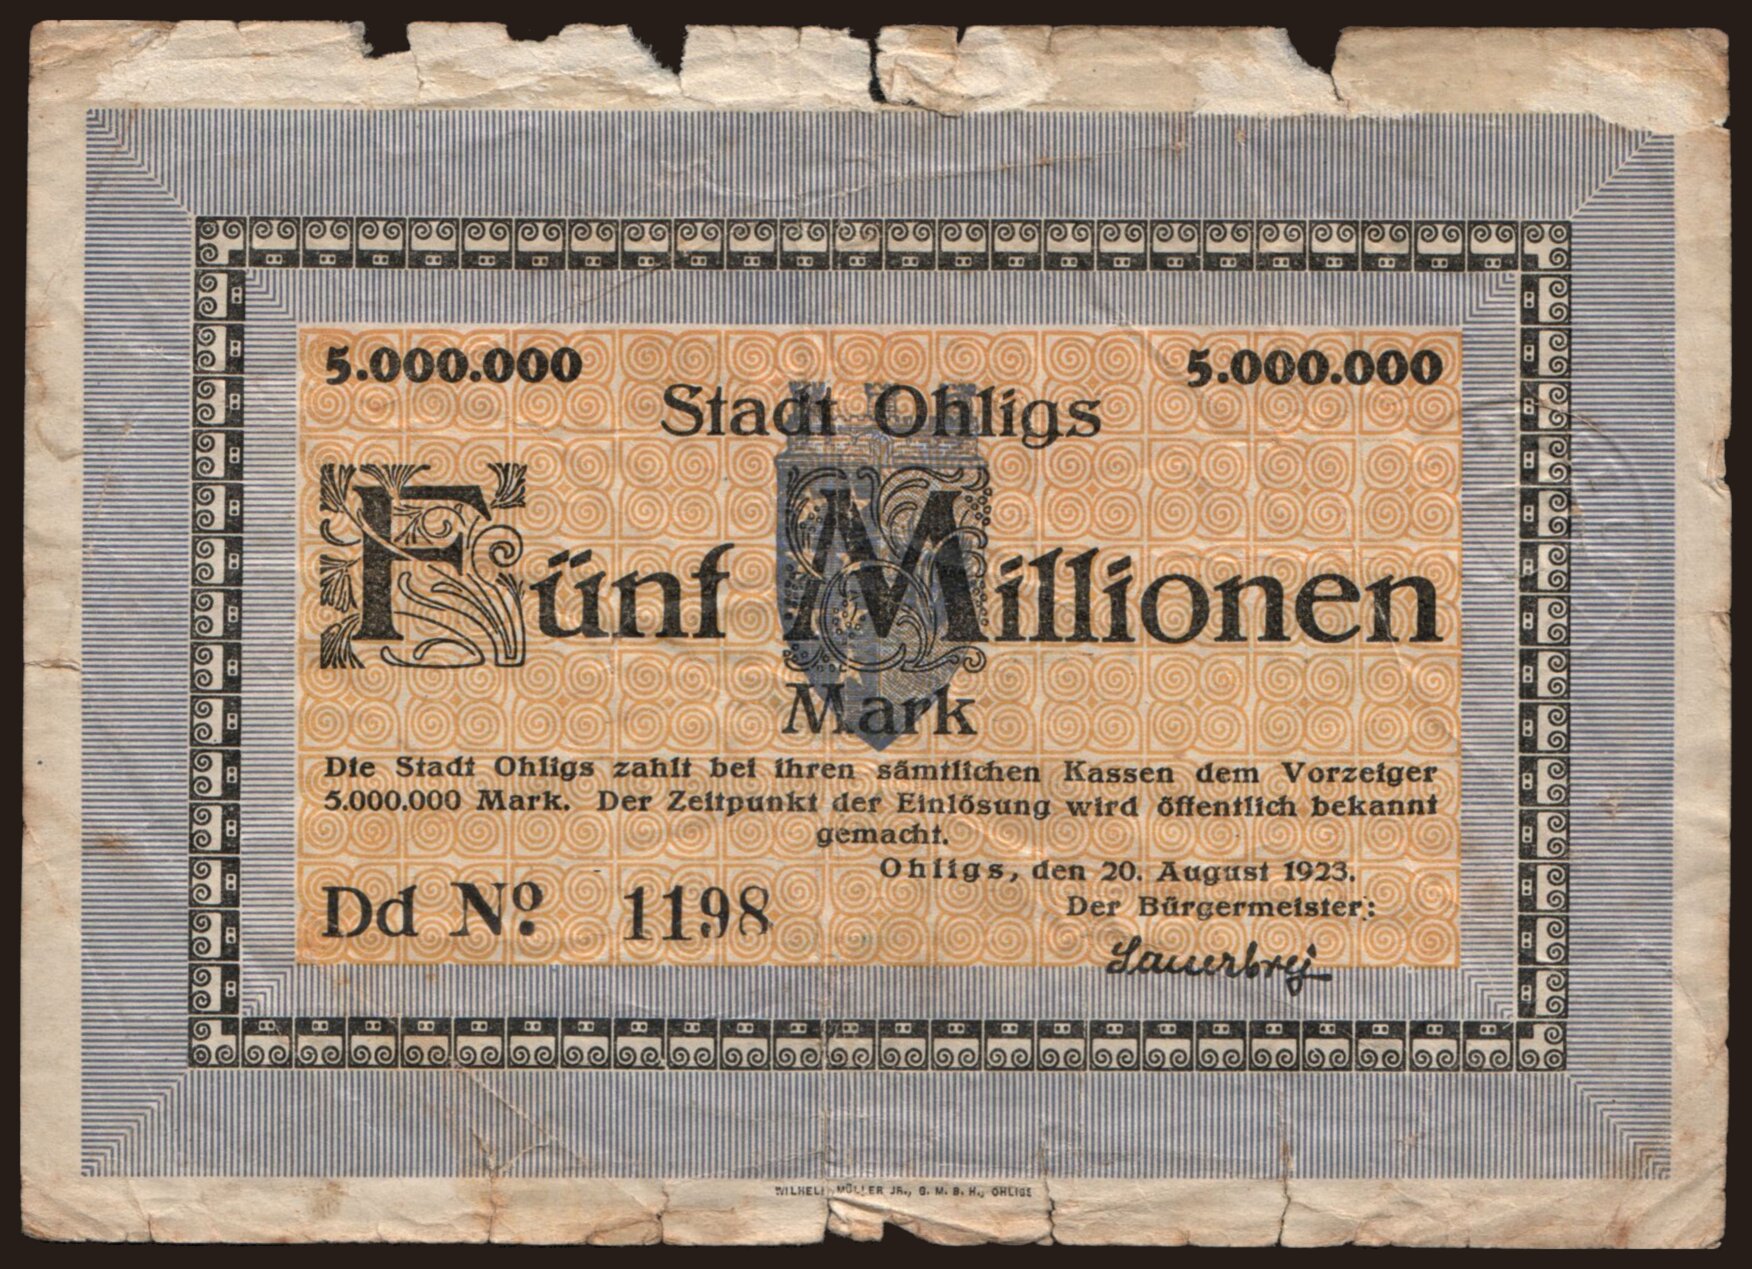 5.000.000 5.000.000
Stadt Ohligs
Fünf Millionen
Mark
Die Stadt Ohligs zahlt bei ihren sämtlichen Kassen dem Vorzeiger
5.000.000 Mark. Der Zeitpunkt der Einlösung wird öffentlich bekannt
gemacht.
Ohligs, den 20. August 1923.
Dd No. 1198
Der Bürgermeister:
Sauerbrej
WILHELM MÜLLER JR., G. M. B. H., OHLIGS